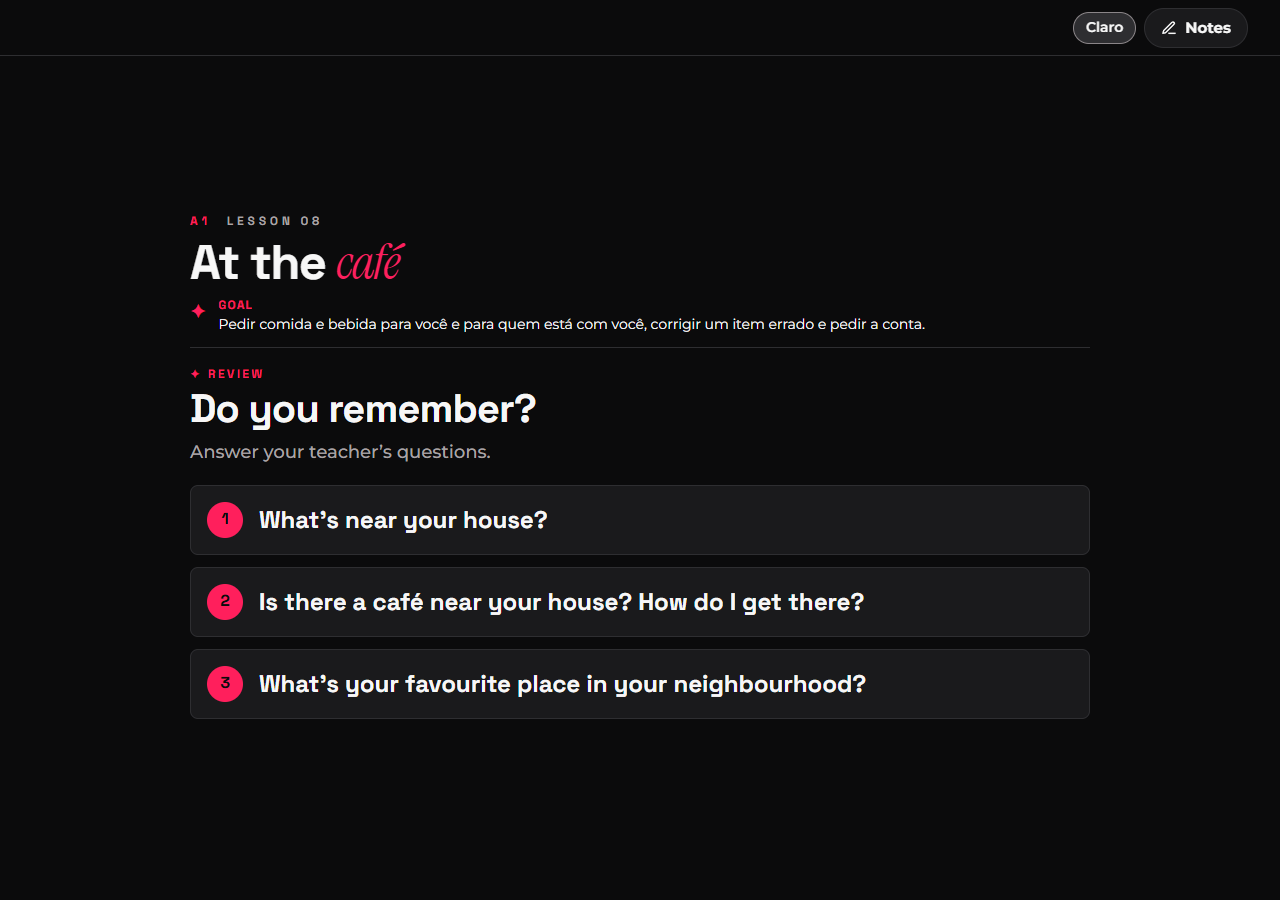 Claro
Notes
A1 LESSON 08
At the café
GOAL
Pedir comida e bebida para você e para quem está com você, corrigir um item errado e pedir a conta.
REVIEW
Do you remember?
Answer your teacher’s questions.
1 What’s near your house?
2 Is there a café near your house? How do I get there?
3 What’s your favourite place in your neighbourhood?